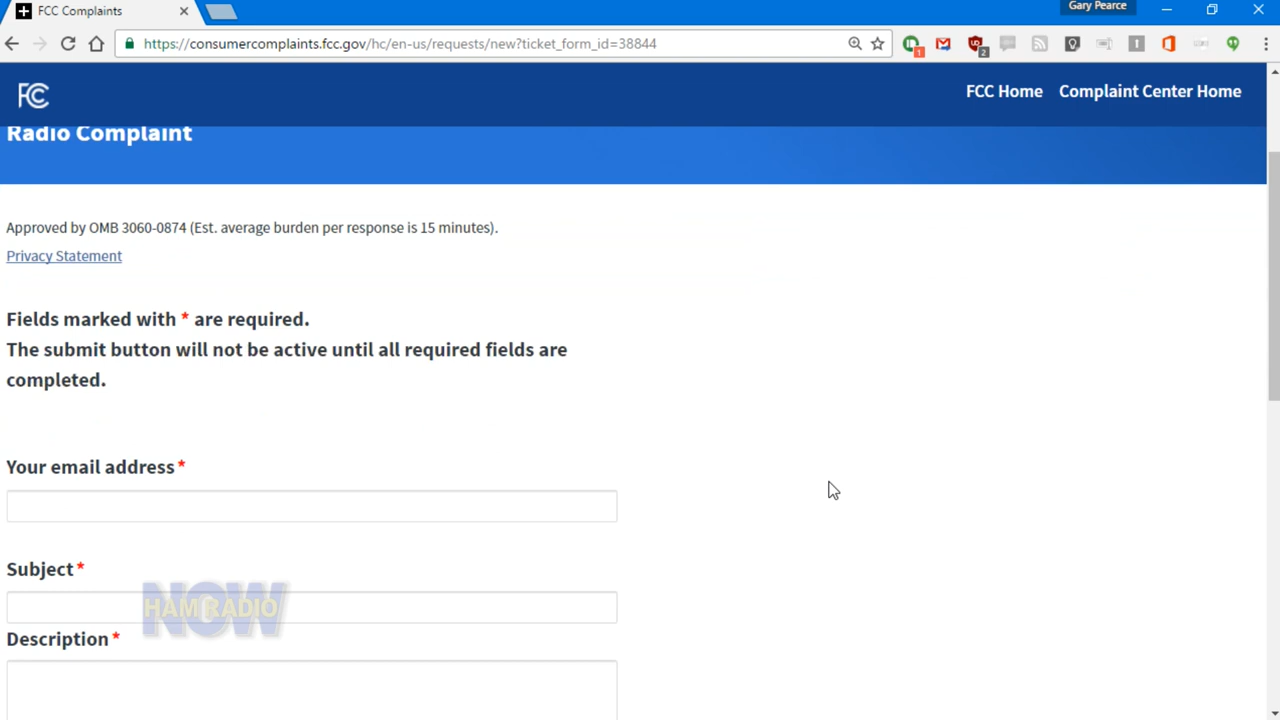 FCC Complaints
Gary Pearce
https://consumercomplaints.fcc.gov/hc/en-us/requests/new?ticket_form_id=38844
1
2
FCC
FCC Home
Complaint Center Home
Radio Complaint
Approved by OMB 3060-0874 (Est. average burden per response is 15 minutes).
Privacy Statement
Fields marked with * are required.
The submit button will not be active until all required fields are
completed.
Your email address *
Subject *
NOW
HAM RADIO
Description *